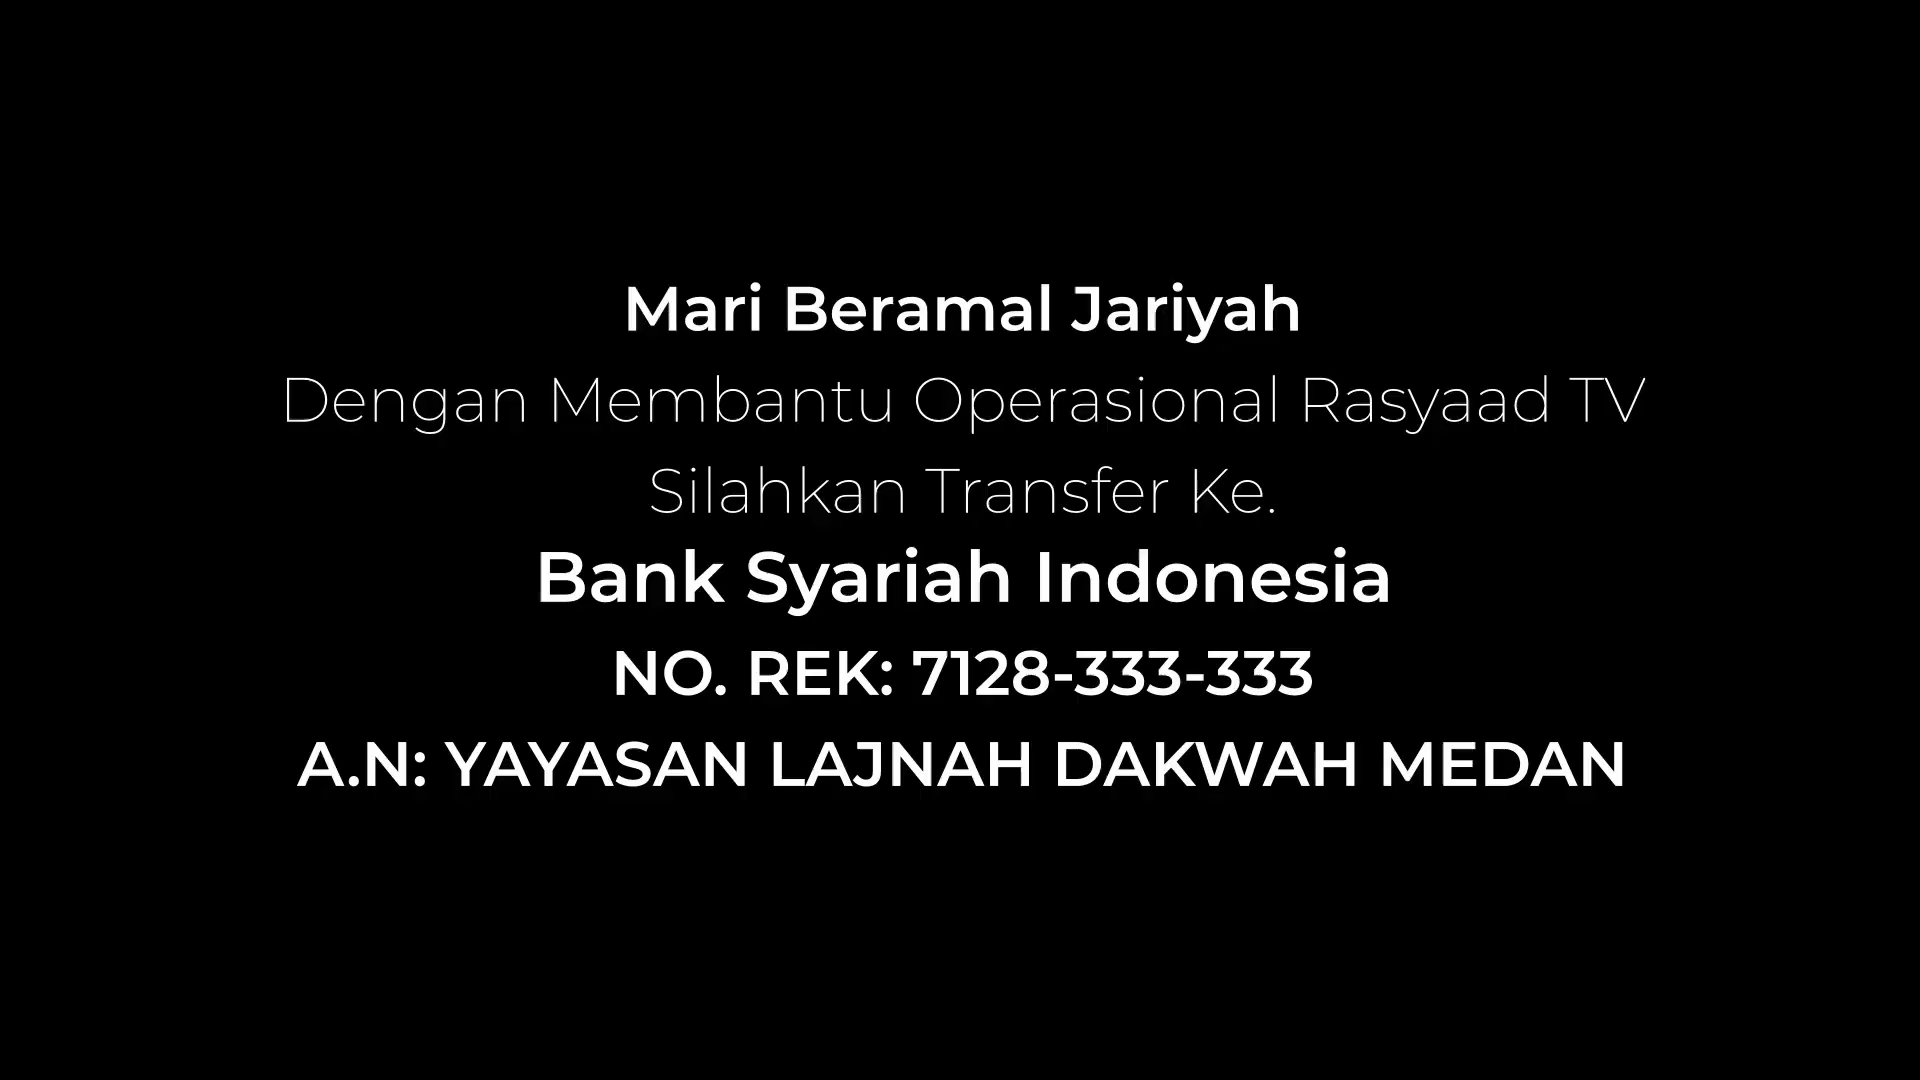 Mari Beramal Jariyah
Dengan Membantu Operasional Rasyaad TV
Silahkan Transfer Ke.
Bank Syariah Indonesia
NO. REK: 7128-333-333
A.N: YAYASAN LAJNAH DAKWAH MEDAN